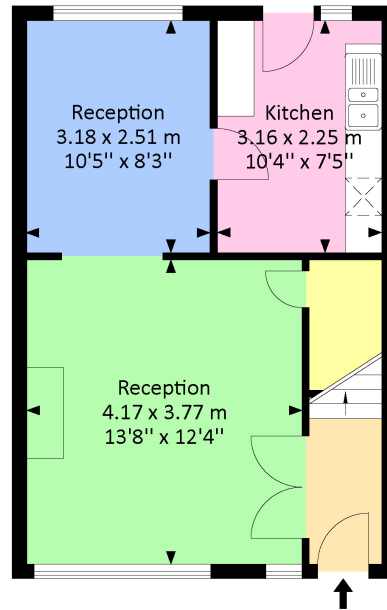 Reception
3.18 x 2.51 m
10'5'' x 8'3''
Kitchen
3.16 x 2.25 m
10'4'' x 7'5''
Reception
4.17 x 3.77 m
13'8'' x 12'4''